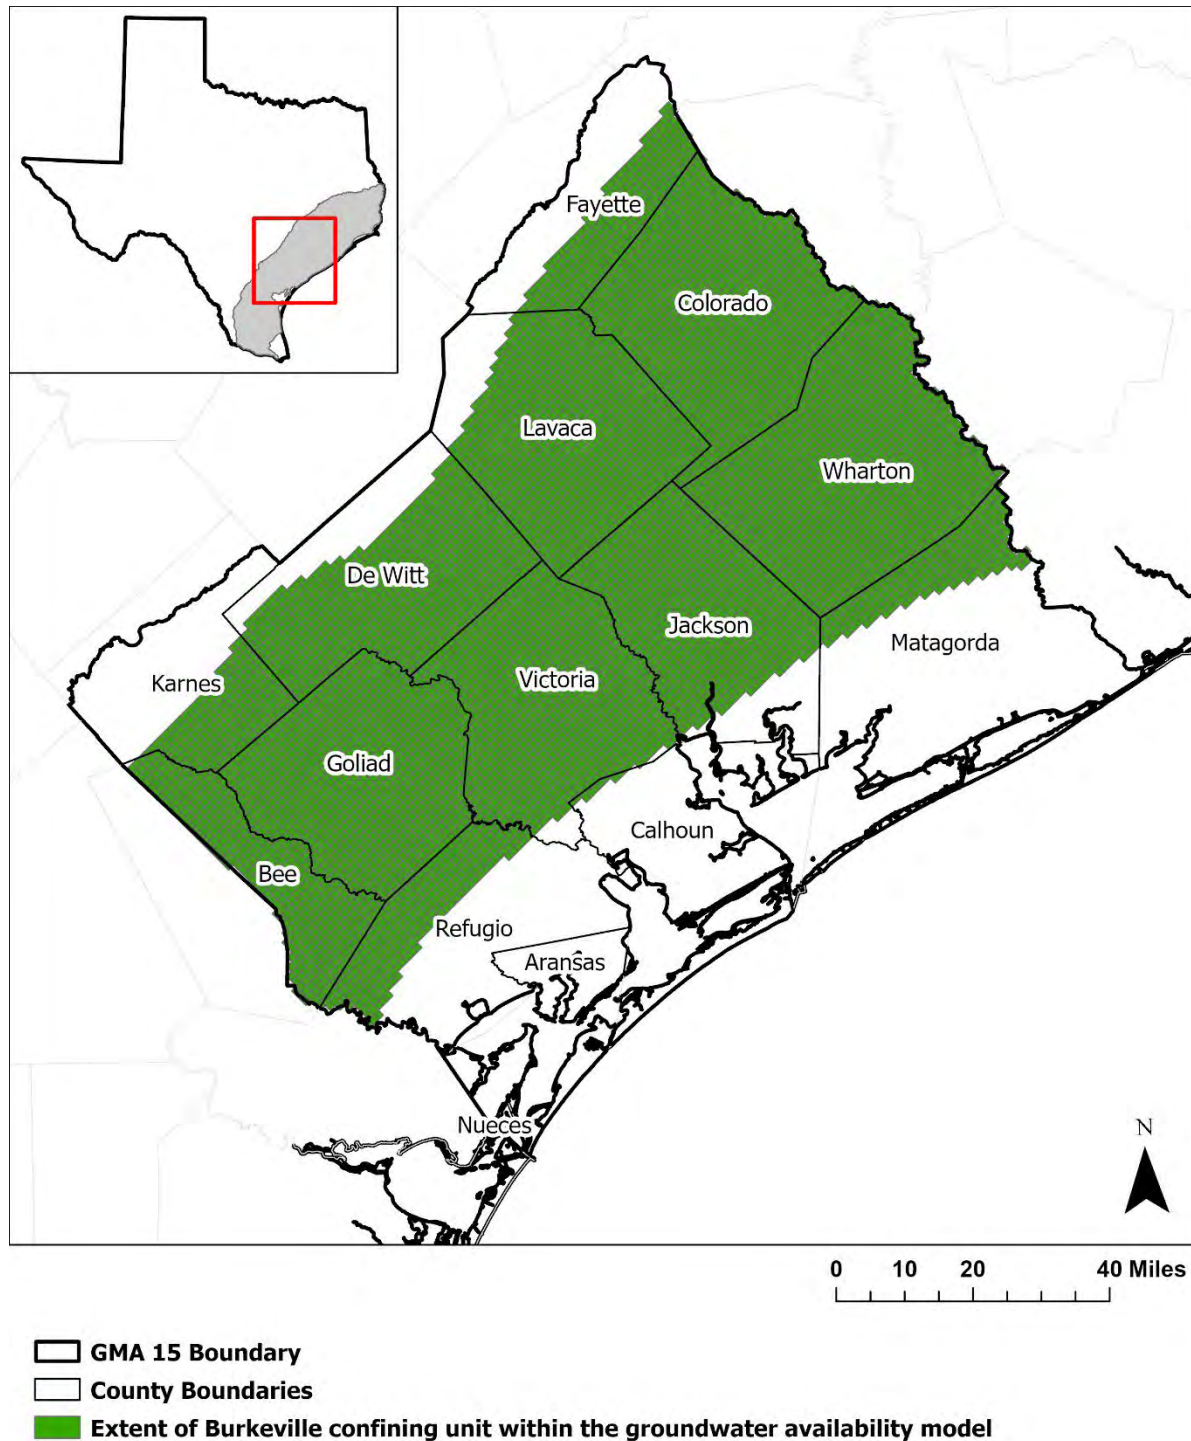 Fayette
Colorado
Lavaca
Wharton
De Witt
Jackson
Matagorda
Karnes
Victoria
Goliad
Calhoun
Bee
Refugio
Aransas
Nueces
N
0 10 20 40 Miles
GMA 15 Boundary
County Boundaries
Extent of Burkeville confining unit within the groundwater availability model